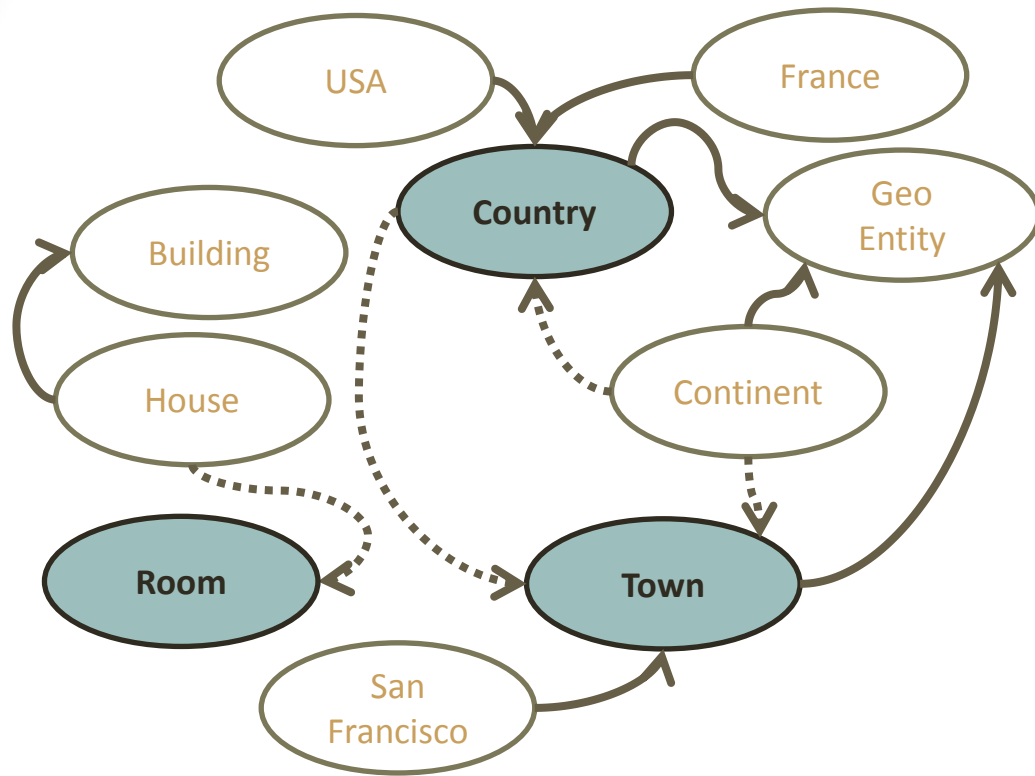 USA
France
Country
Geo
Entity
Building
House
Continent
Room
Town
San
Francisco